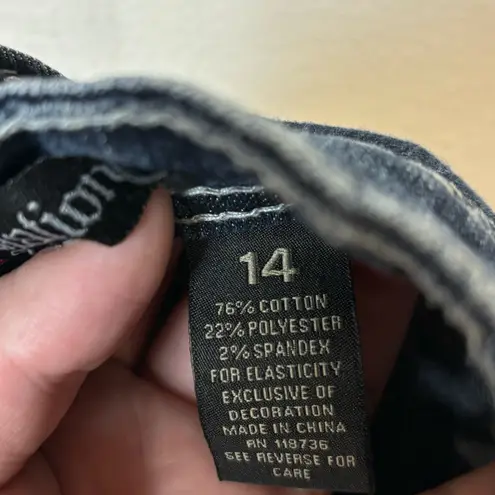 14
76% COTTON
22% POLYESTER
2% SPANDEX
FOR ELASTICITY
EXCLUSIVE OF
DECORATION
MADE IN CHINA
RN 118736
SEE REVERSE FOR
CARE